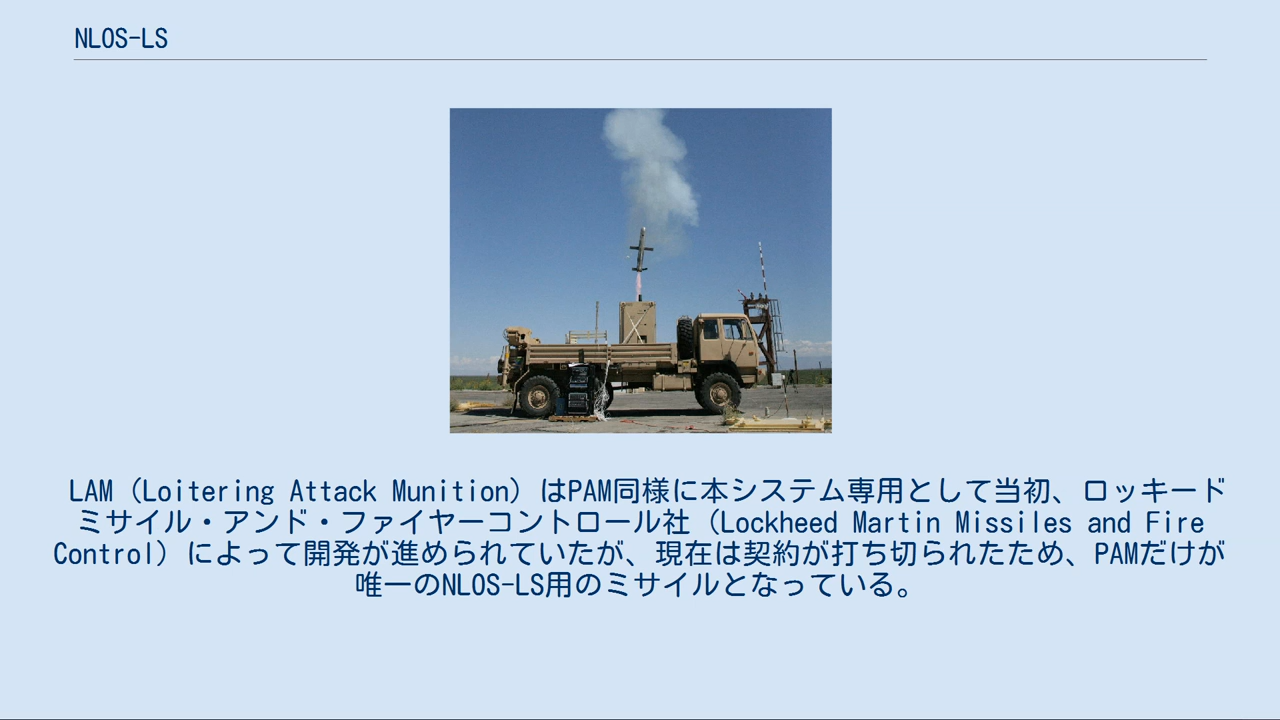 NLOS-LS
LAM（Loitering Attack Munition）はPAM同様に本システム専用として当初、ロッキード
ミサイル・アンド・ファイヤーコントロール社（Lockheed Martin Missiles and Fire
Control）によって開発が進められていたが、現在は契約が打ち切られたため、PAMだけが
唯一のNLOS-LS用のミサイルとなっている。